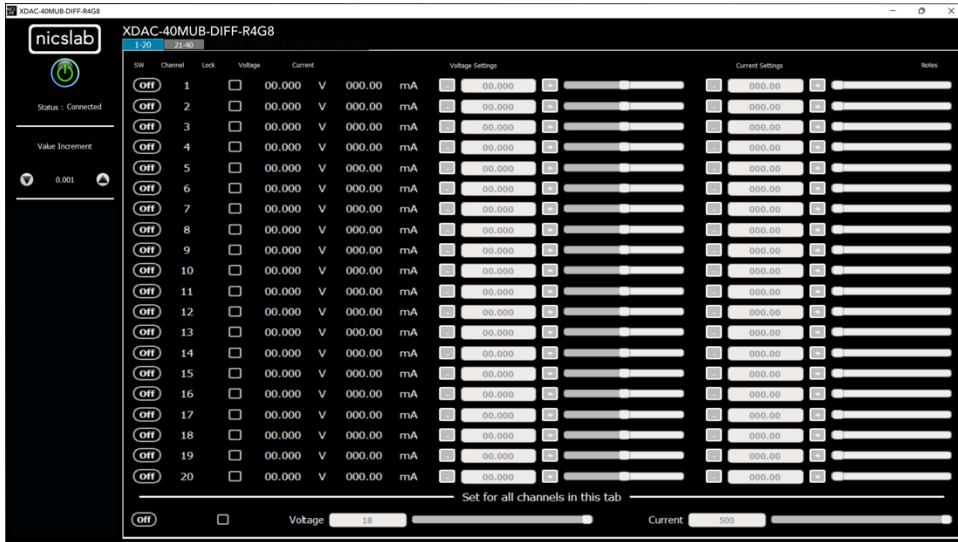 XDAC-40MUB-DIFF-R4G8
nicslab
XDAC-40MUB-DIFF-R4G8
1-20 21-40
SW Channel Lock Voltage Current Voltage Settings Current Settings Notes
Status : Connected
Value Increment
0.001
Off 1 00.000 V 000.00 mA - 00.000 + - 000.00 +
Off 2 00.000 V 000.00 mA - 00.000 + - 000.00 +
Off 3 00.000 V 000.00 mA - 00.000 + - 000.00 +
Off 4 00.000 V 000.00 mA - 00.000 + - 000.00 +
Off 5 00.000 V 000.00 mA - 00.000 + - 000.00 +
Off 6 00.000 V 000.00 mA - 00.000 + - 000.00 +
Off 7 00.000 V 000.00 mA - 00.000 + - 000.00 +
Off 8 00.000 V 000.00 mA - 00.000 + - 000.00 +
Off 9 00.000 V 000.00 mA - 00.000 + - 000.00 +
Off 10 00.000 V 000.00 mA - 00.000 + - 000.00 +
Off 11 00.000 V 000.00 mA - 00.000 + - 000.00 +
Off 12 00.000 V 000.00 mA - 00.000 + - 000.00 +
Off 13 00.000 V 000.00 mA - 00.000 + - 000.00 +
Off 14 00.000 V 000.00 mA - 00.000 + - 000.00 +
Off 15 00.000 V 000.00 mA - 00.000 + - 000.00 +
Off 16 00.000 V 000.00 mA - 00.000 + - 000.00 +
Off 17 00.000 V 000.00 mA - 00.000 + - 000.00 +
Off 18 00.000 V 000.00 mA - 00.000 + - 000.00 +
Off 19 00.000 V 000.00 mA - 00.000 + - 000.00 +
Off 20 00.000 V 000.00 mA - 00.000 + - 000.00 +
Set for all channels in this tab
Off Voltage 18 Current 500